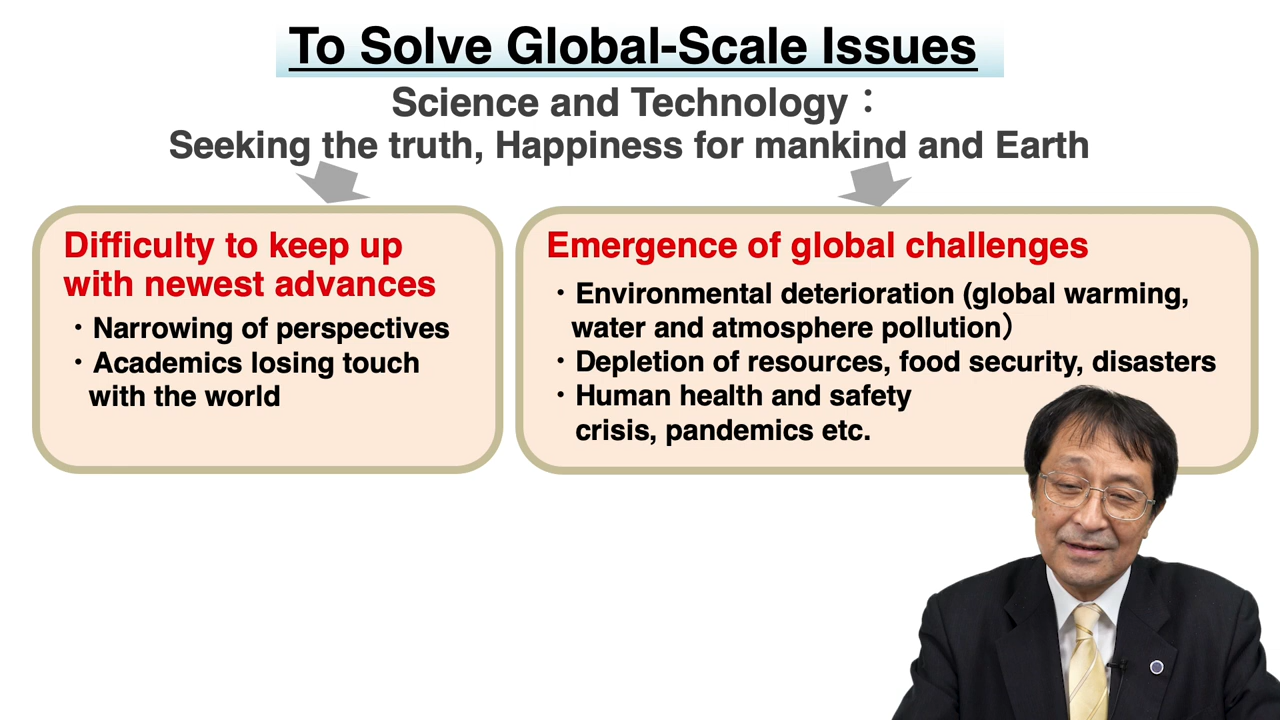 To Solve Global-Scale Issues
Science and Technology：
Seeking the truth, Happiness for mankind and Earth
Difficulty to keep up
with newest advances
・Narrowing of perspectives
・Academics losing touch
with the world
Emergence of global challenges
・Environmental deterioration (global warming,
water and atmosphere pollution）
・Depletion of resources, food security, disasters
・Human health and safety
crisis, pandemics etc.